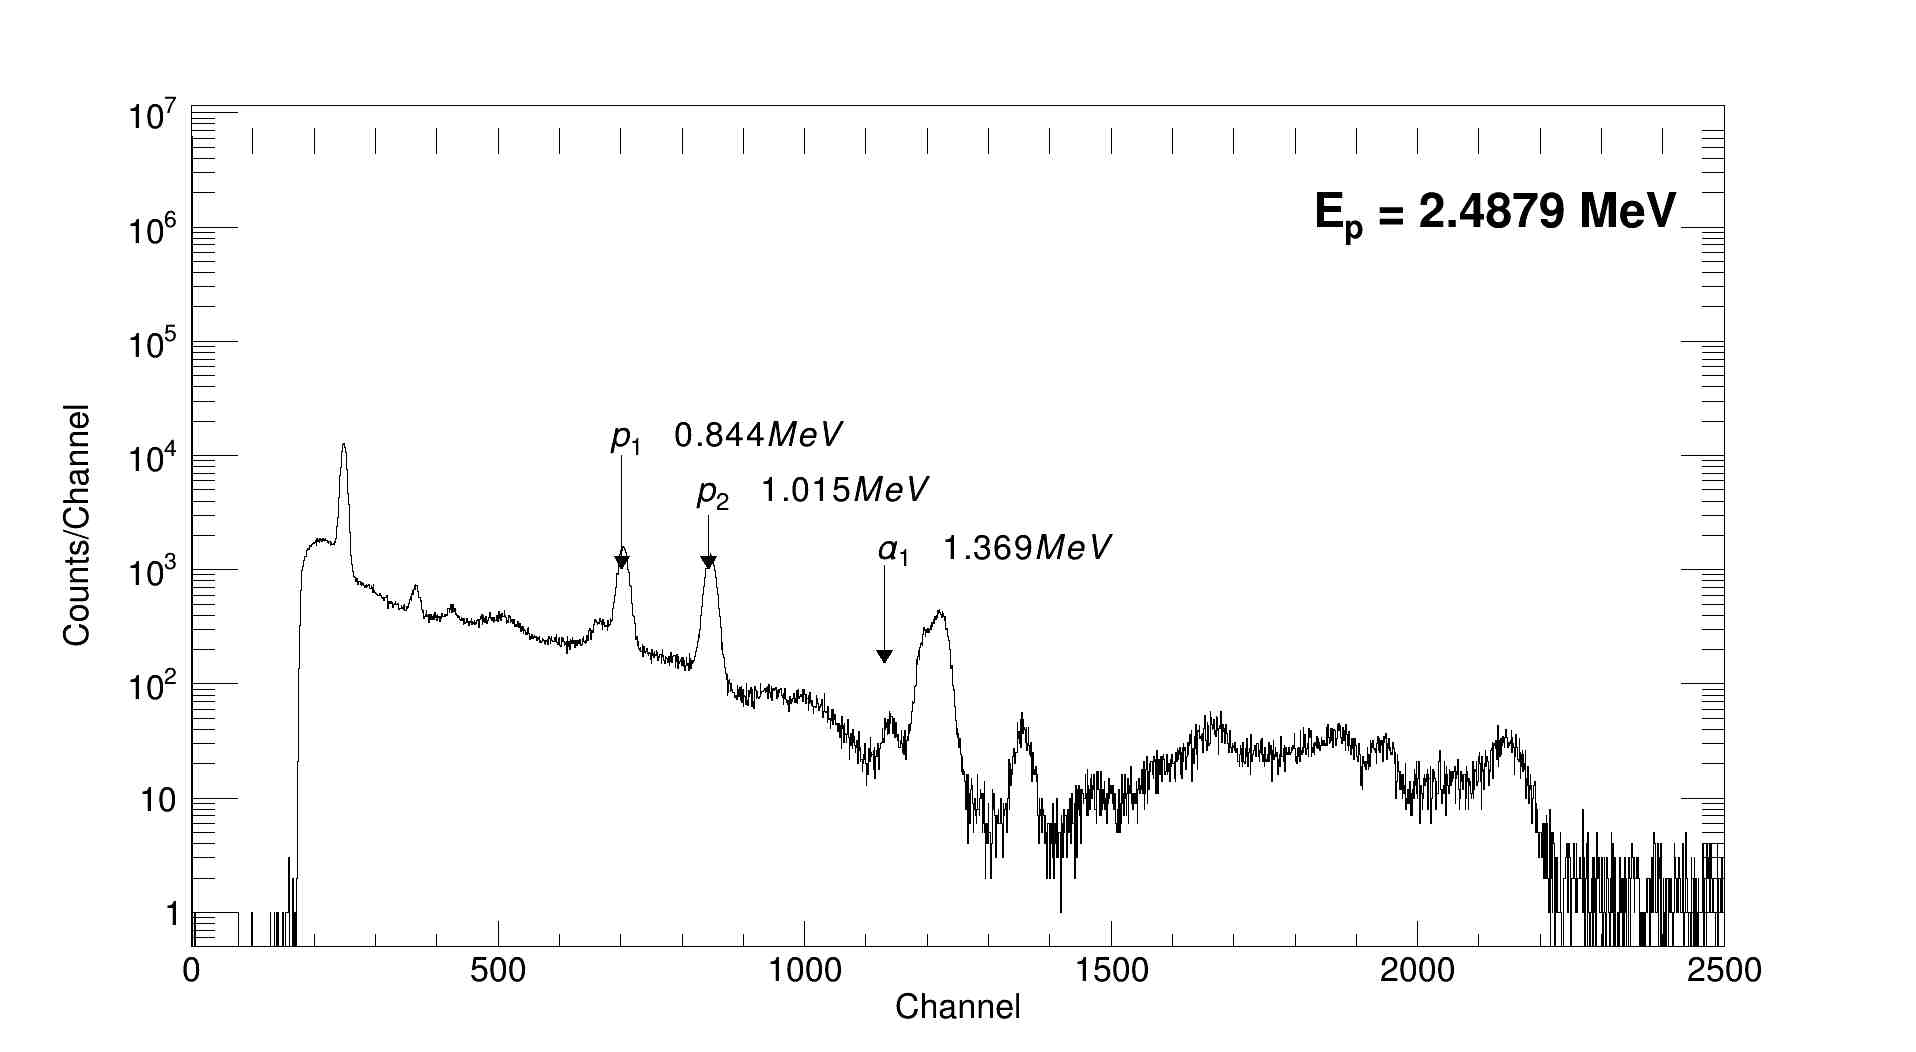 10^7
E_p = 2.4879 MeV
10^6
10^5
p_1 0.844MeV
10^4
p_2 1.015MeV
α_1 1.369MeV
10^3
10^2
10
1
Counts/Channel
0 500 1000 1500 2000 2500
Channel